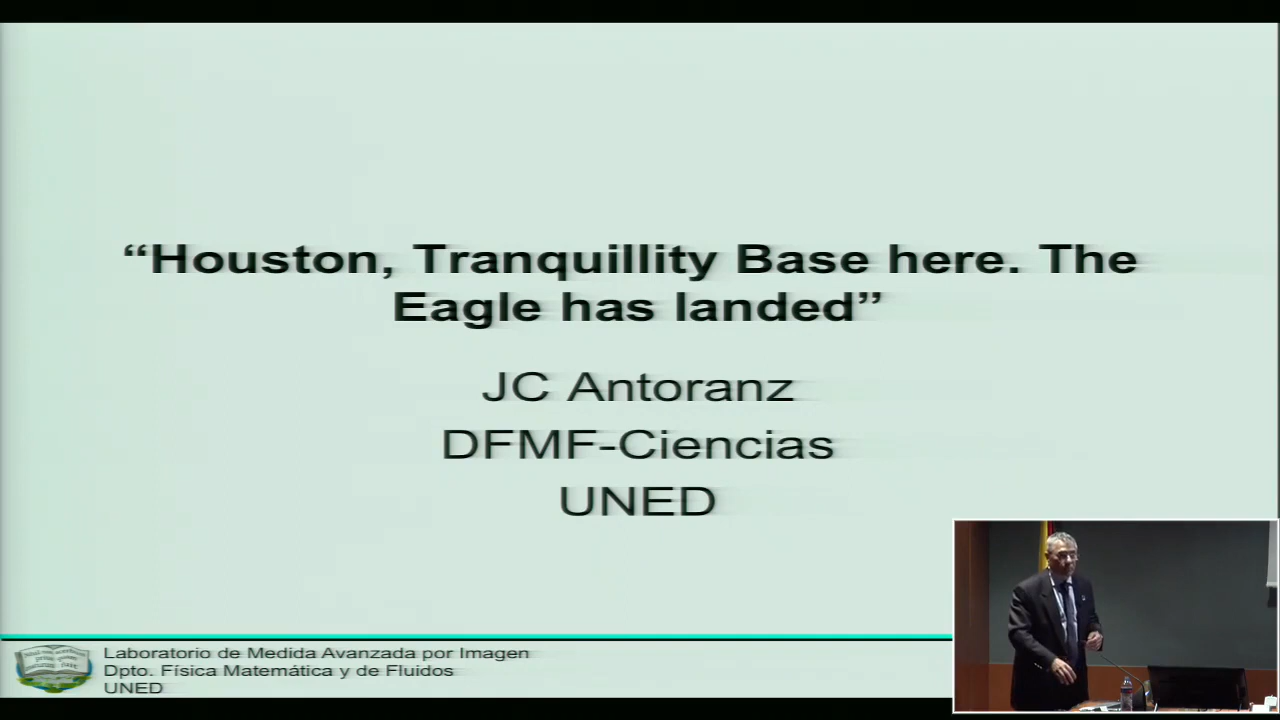 “Houston, Tranquillity Base here. The
Eagle has landed”
JC Antoranz
DFMF-Ciencias
UNED
Laboratorio de Medida Avanzada por Imagen
Dpto. Física Matemática y de Fluidos
UNED